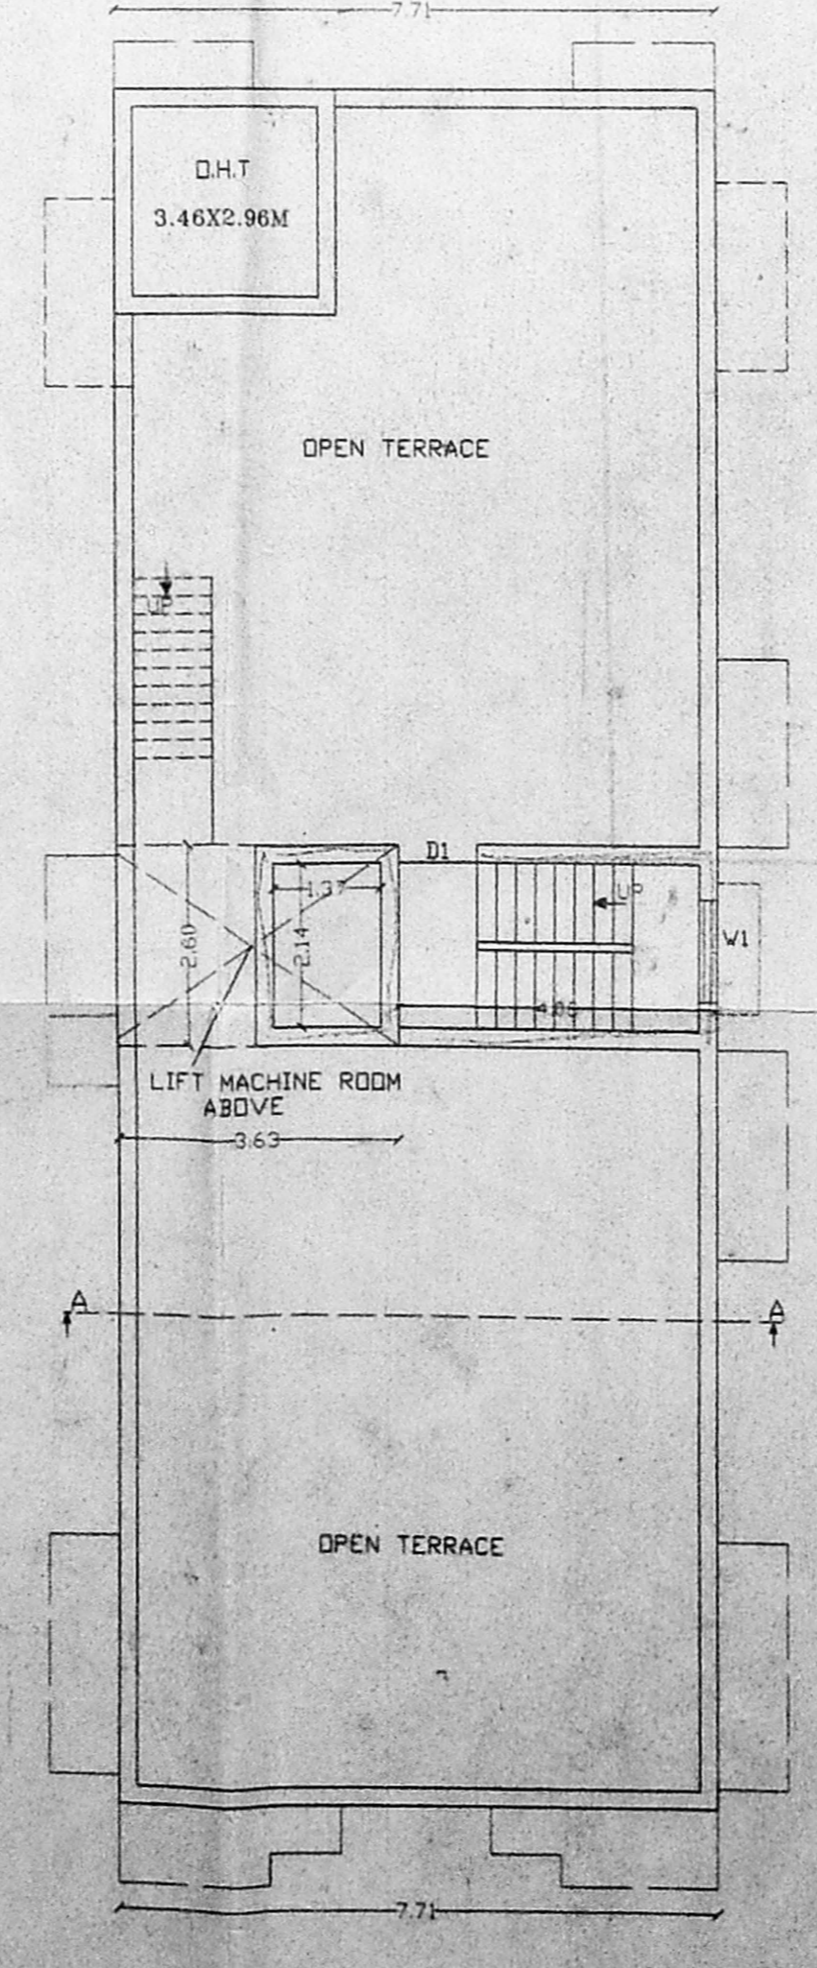 7.71
O.H.T
3.46X2.96M
OPEN TERRACE
UP
D1
1.37
UP
2.60
2.14
W1
LIFT MACHINE ROOM
ABOVE
3.63
A
A
OPEN TERRACE
7.71